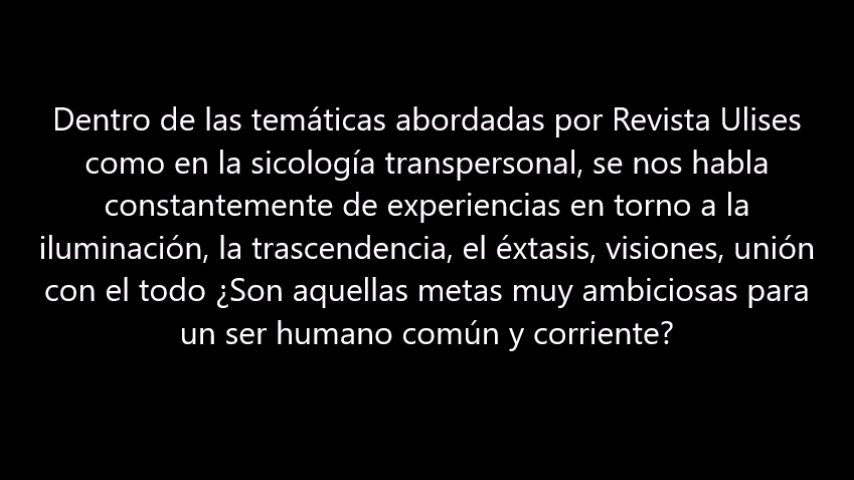 Dentro de las temáticas abordadas por Revista Ulises
como en la sicología transpersonal, se nos habla
constantemente de experiencias en torno a la
iluminación, la trascendencia, el éxtasis, visiones, unión
con el todo ¿Son aquellas metas muy ambiciosas para
un ser humano común y corriente?